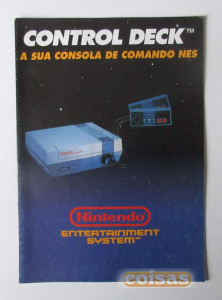 CONTROL DECK™
A SUA CONSOLA DE COMANDO NES
Nintendo
ENTERTAINMENT
SYSTEM™
coisas